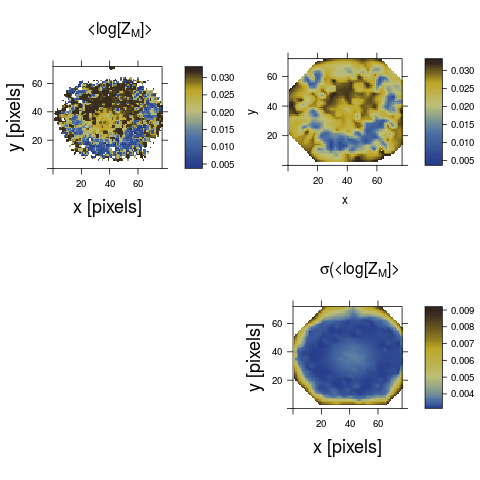 <log[Z_M]>
60
40
20
20 40 60
y [pixels]
x [pixels]
0.030
0.025
0.020
0.015
0.010
0.005
60
40
20
20 40 60
y
x
0.030
0.025
0.020
0.015
0.010
0.005
σ(<log[Z_M]>
60
40
20
20 40 60
y [pixels]
x [pixels]
0.009
0.008
0.007
0.006
0.005
0.004